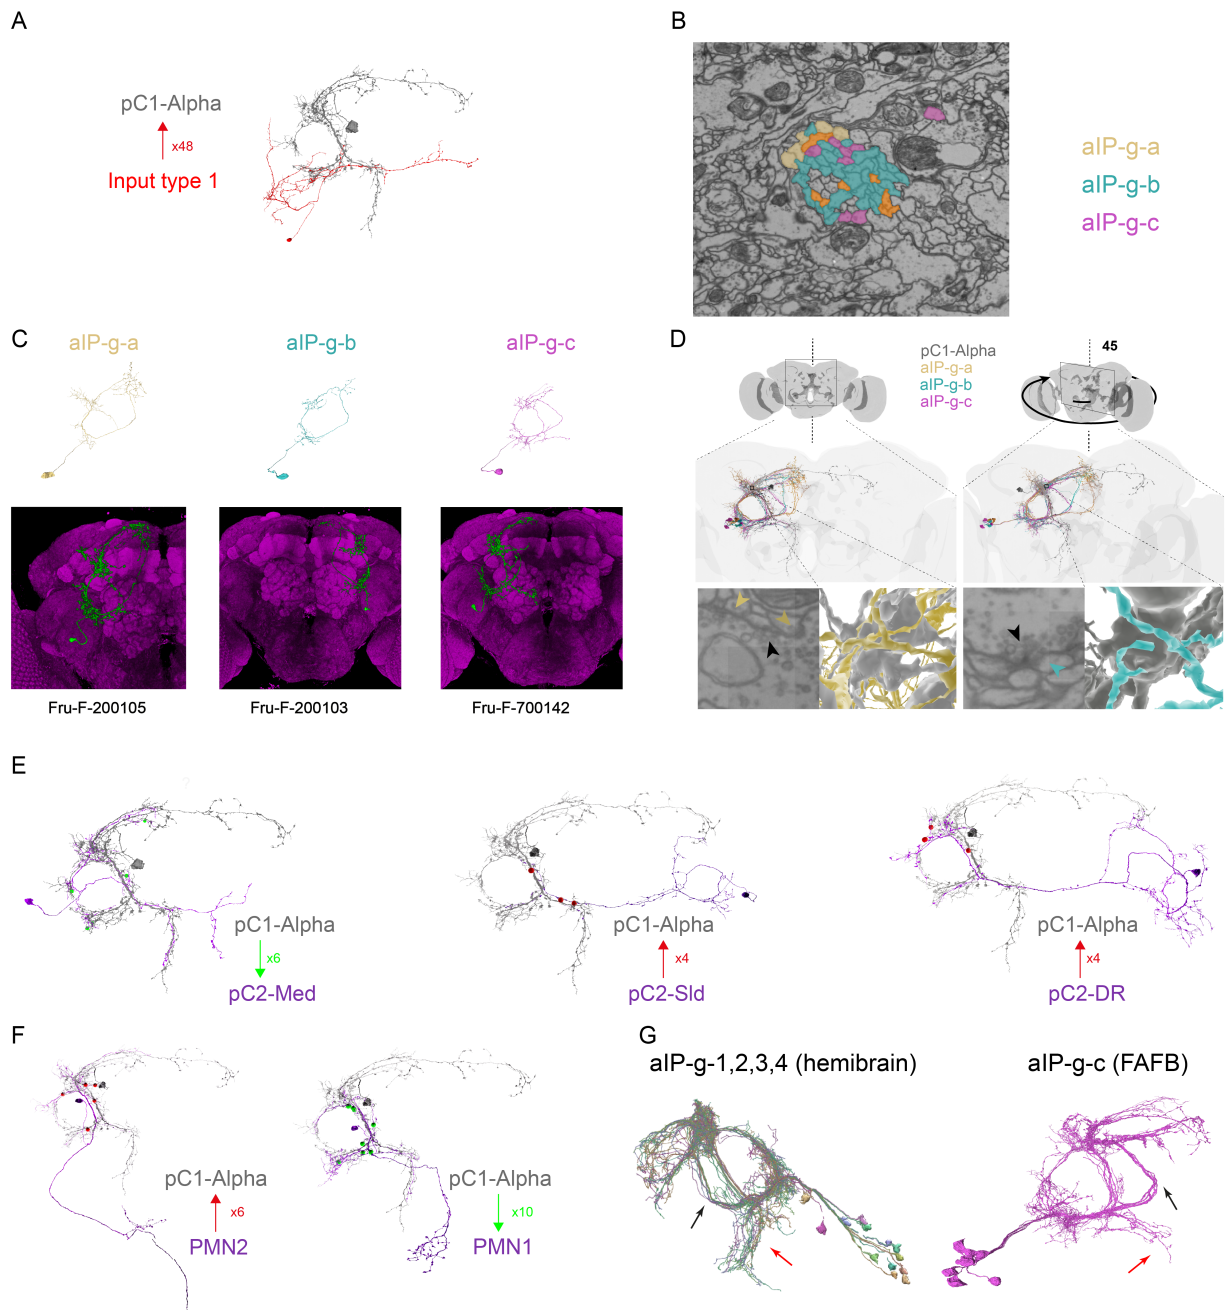 A
pC1-Alpha
x48
Input type 1
B
aIP-g-a
aIP-g-b
aIP-g-c
C
aIP-g-a
aIP-g-b
aIP-g-c
Fru-F-200105
Fru-F-200103
Fru-F-700142
D
pC1-Alpha
aIP-g-a
aIP-g-b
aIP-g-c
45
E
pC1-Alpha
x6
pC2-Med
pC1-Alpha
x4
pC2-Sld
pC1-Alpha
x4
pC2-DR
F
pC1-Alpha
x6
PMN2
pC1-Alpha
x10
PMN1
G
aIP-g-1,2,3,4 (hemibrain)
aIP-g-c (FAFB)